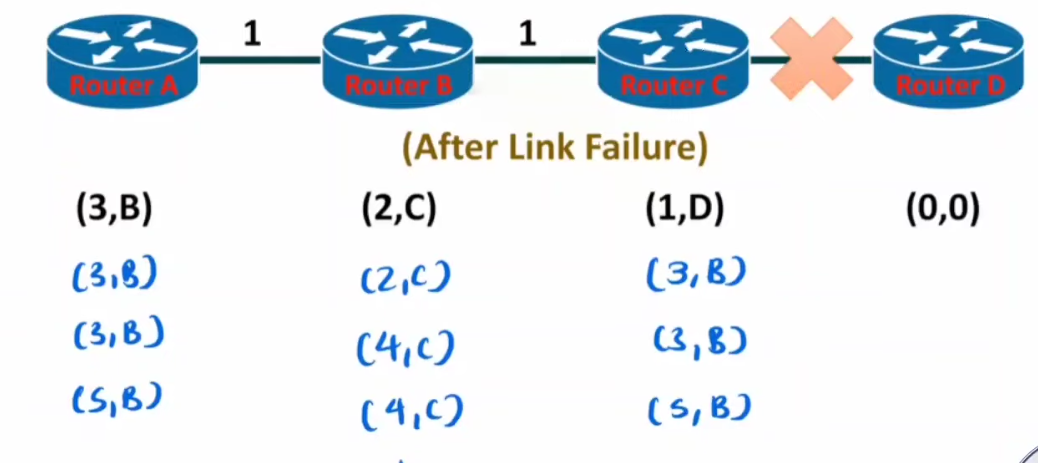 1 1
Router A Router B Router C Router D
(After Link Failure)
(3,B) (2,C) (1,D) (0,0)
(3,B) (2,C) (3,B)
(3,B) (4,C) (3,B)
(5,B) (4,C) (5,B)